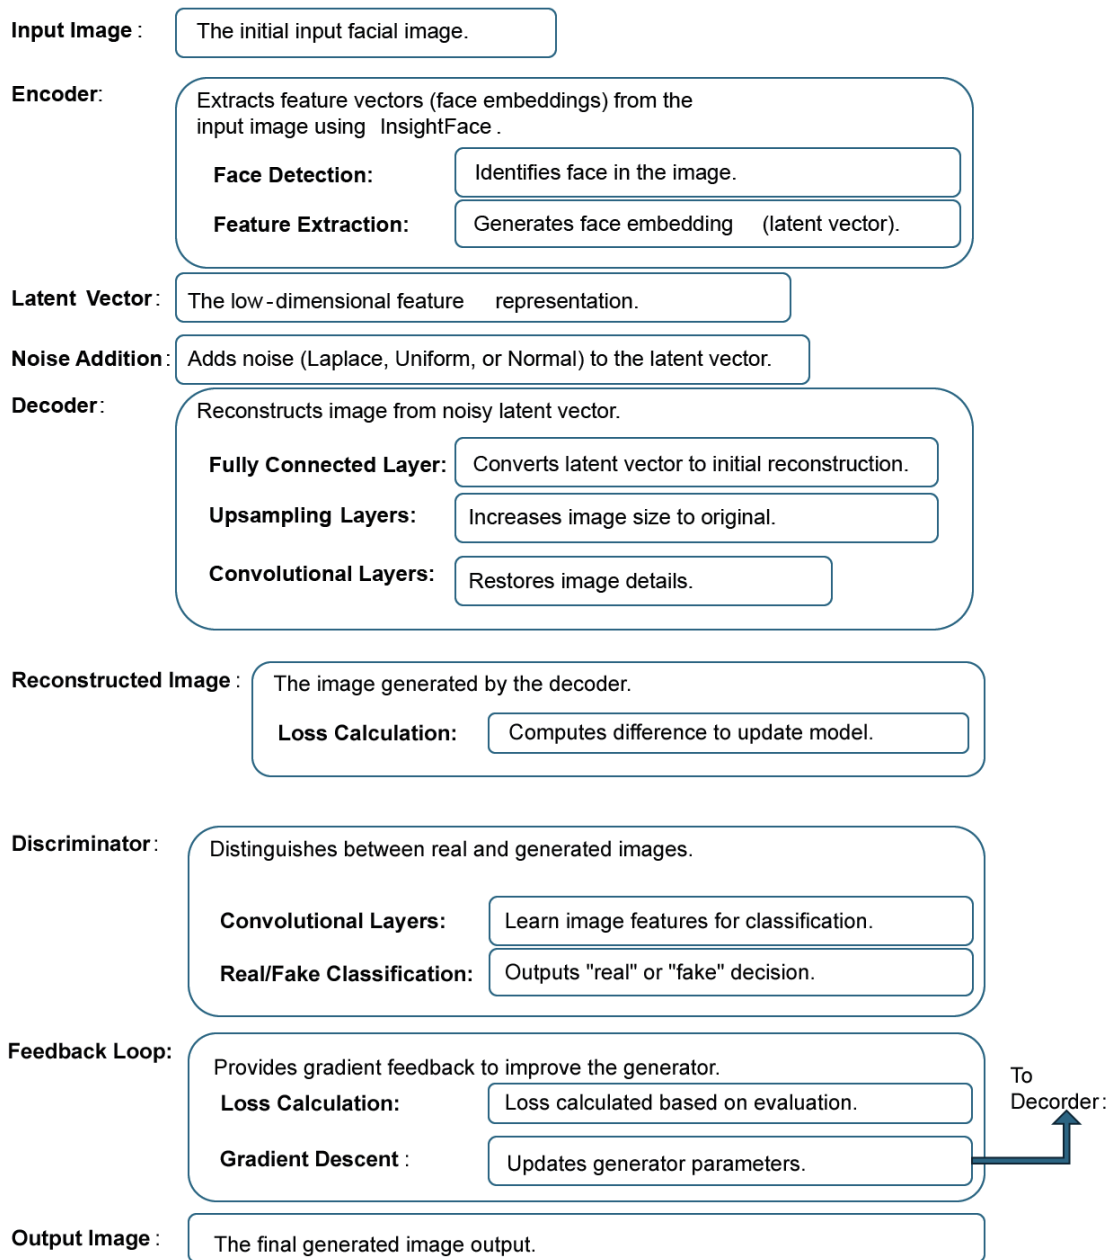 Input Image : The initial input facial image.
Encoder: Extracts feature vectors (face embeddings) from the
input image using InsightFace .
Face Detection: Identifies face in the image.
Feature Extraction: Generates face embedding (latent vector).
Latent Vector : The low-dimensional feature representation.
Noise Addition : Adds noise (Laplace, Uniform, or Normal) to the latent vector.
Decoder: Reconstructs image from noisy latent vector.
Fully Connected Layer: Converts latent vector to initial reconstruction.
Upsampling Layers: Increases image size to original.
Convolutional Layers: Restores image details.
Reconstructed Image : The image generated by the decoder.
Loss Calculation: Computes difference to update model.
Discriminator : Distinguishes between real and generated images.
Convolutional Layers: Learn image features for classification.
Real/Fake Classification: Outputs "real" or "fake" decision.
Feedback Loop: Provides gradient feedback to improve the generator.
Loss Calculation: Loss calculated based on evaluation.
Gradient Descent : Updates generator parameters.
To
Decorder :
Output Image : The final generated image output.